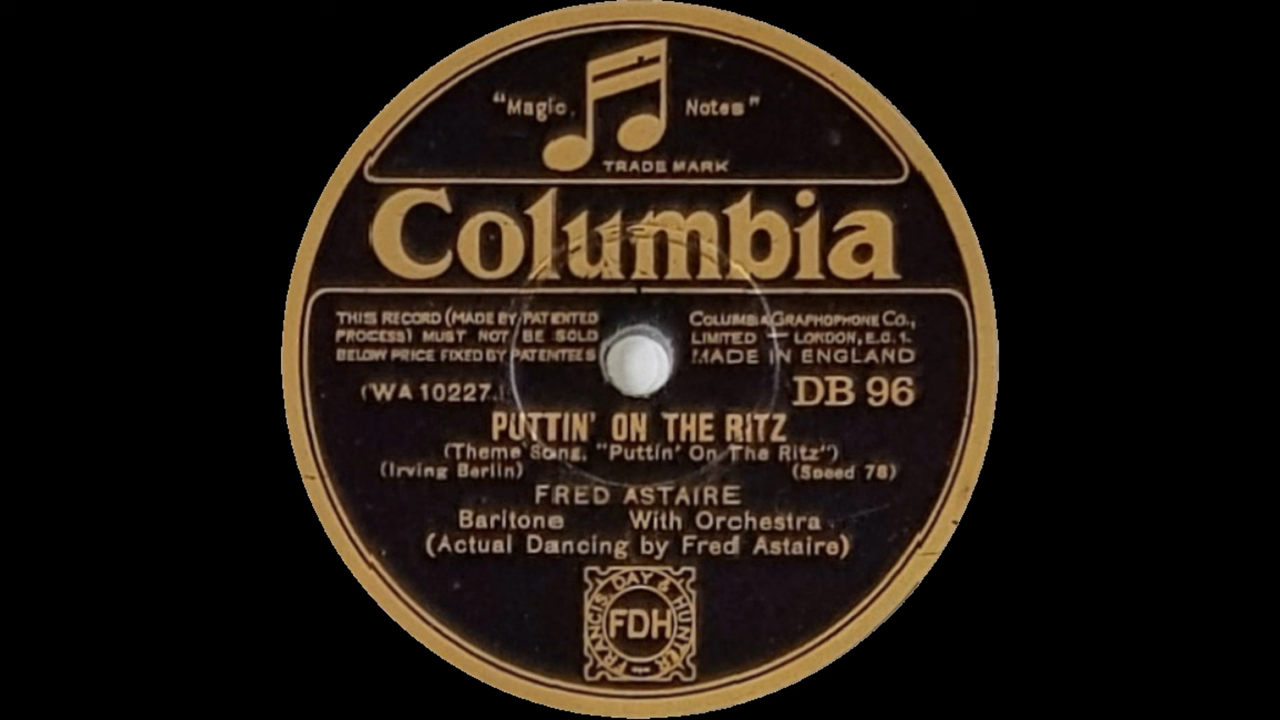 "Magic Notes"
TRADE MARK
Columbia
THIS RECORD (MADE BY PATENTED
PROCESS) MUST NOT BE SOLD
BELOW PRICE FIXED BY PATENTEES
COLUMBIA GRAPHOPHONE CO.,
LIMITED — LONDON, E.C.1.
MADE IN ENGLAND
(WA 10227.)
DB 96
PUTTIN' ON THE RITZ
(Theme Song, "Puttin' On The Ritz")
(Irving Berlin) (Speed 78)
FRED ASTAIRE
Baritone With Orchestra
(Actual Dancing by Fred Astaire)
FRANCIS, DAY & HUNTER
FDH